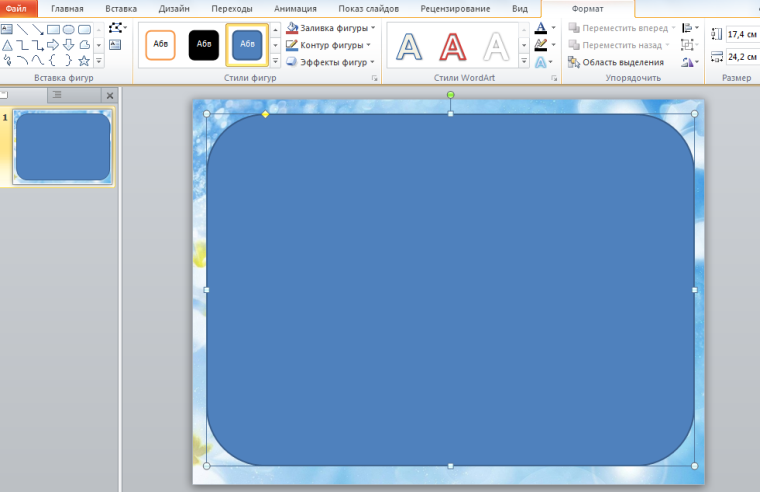 Файл Главная Вставка Дизайн Переходы Анимация Показ слайдов Рецензирование Вид Формат
Абв Абв Абв
Заливка фигуры
Контур фигуры
Эффекты фигур
A A A
Переместить вперед
Переместить назад
Область выделения
17,4 см
24,2 см
Вставка фигур Стили фигур Стили WordArt Упорядочить Размер
1